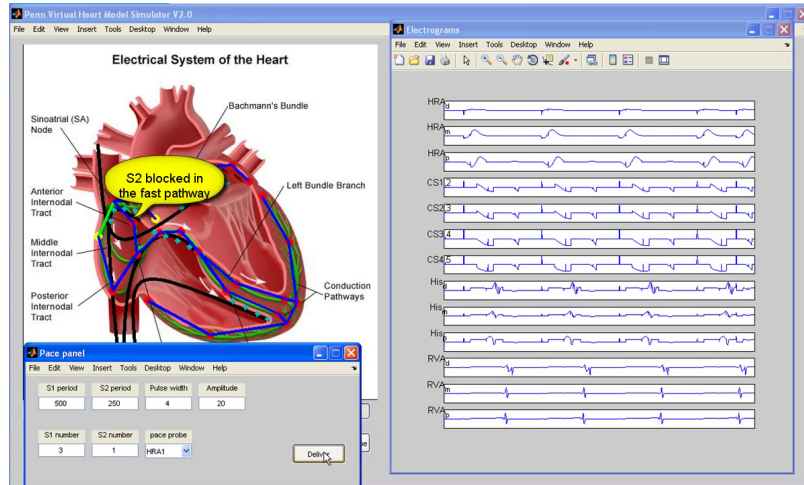 Penn Virtual Heart Model Simulator V2.0
File Edit View Insert Tools Desktop Window Help
Electrical System of the Heart
Bachmann's Bundle
Sinoatrial (SA)
Node
S2 blocked in
the fast pathway
Left Bundle Branch
Anterior
Internodal
Tract
Middle
Internodal
Tract
Posterior
Internodal
Tract
Conduction
Pathways
Pace panel
File Edit View Insert Tools Desktop Window Help
S1 period S2 period Pulse width Amplitude
500 250 4 20
S1 number S2 number pace probe
3 1 HRA1
Electrograms
File Edit View Insert Tools Desktop Window Help
HRA d
HRA m
HRA p
CS1 2
CS2 3
CS3 4
CS4 5
His
His m
His p
RVA d
RVA m
RVA p